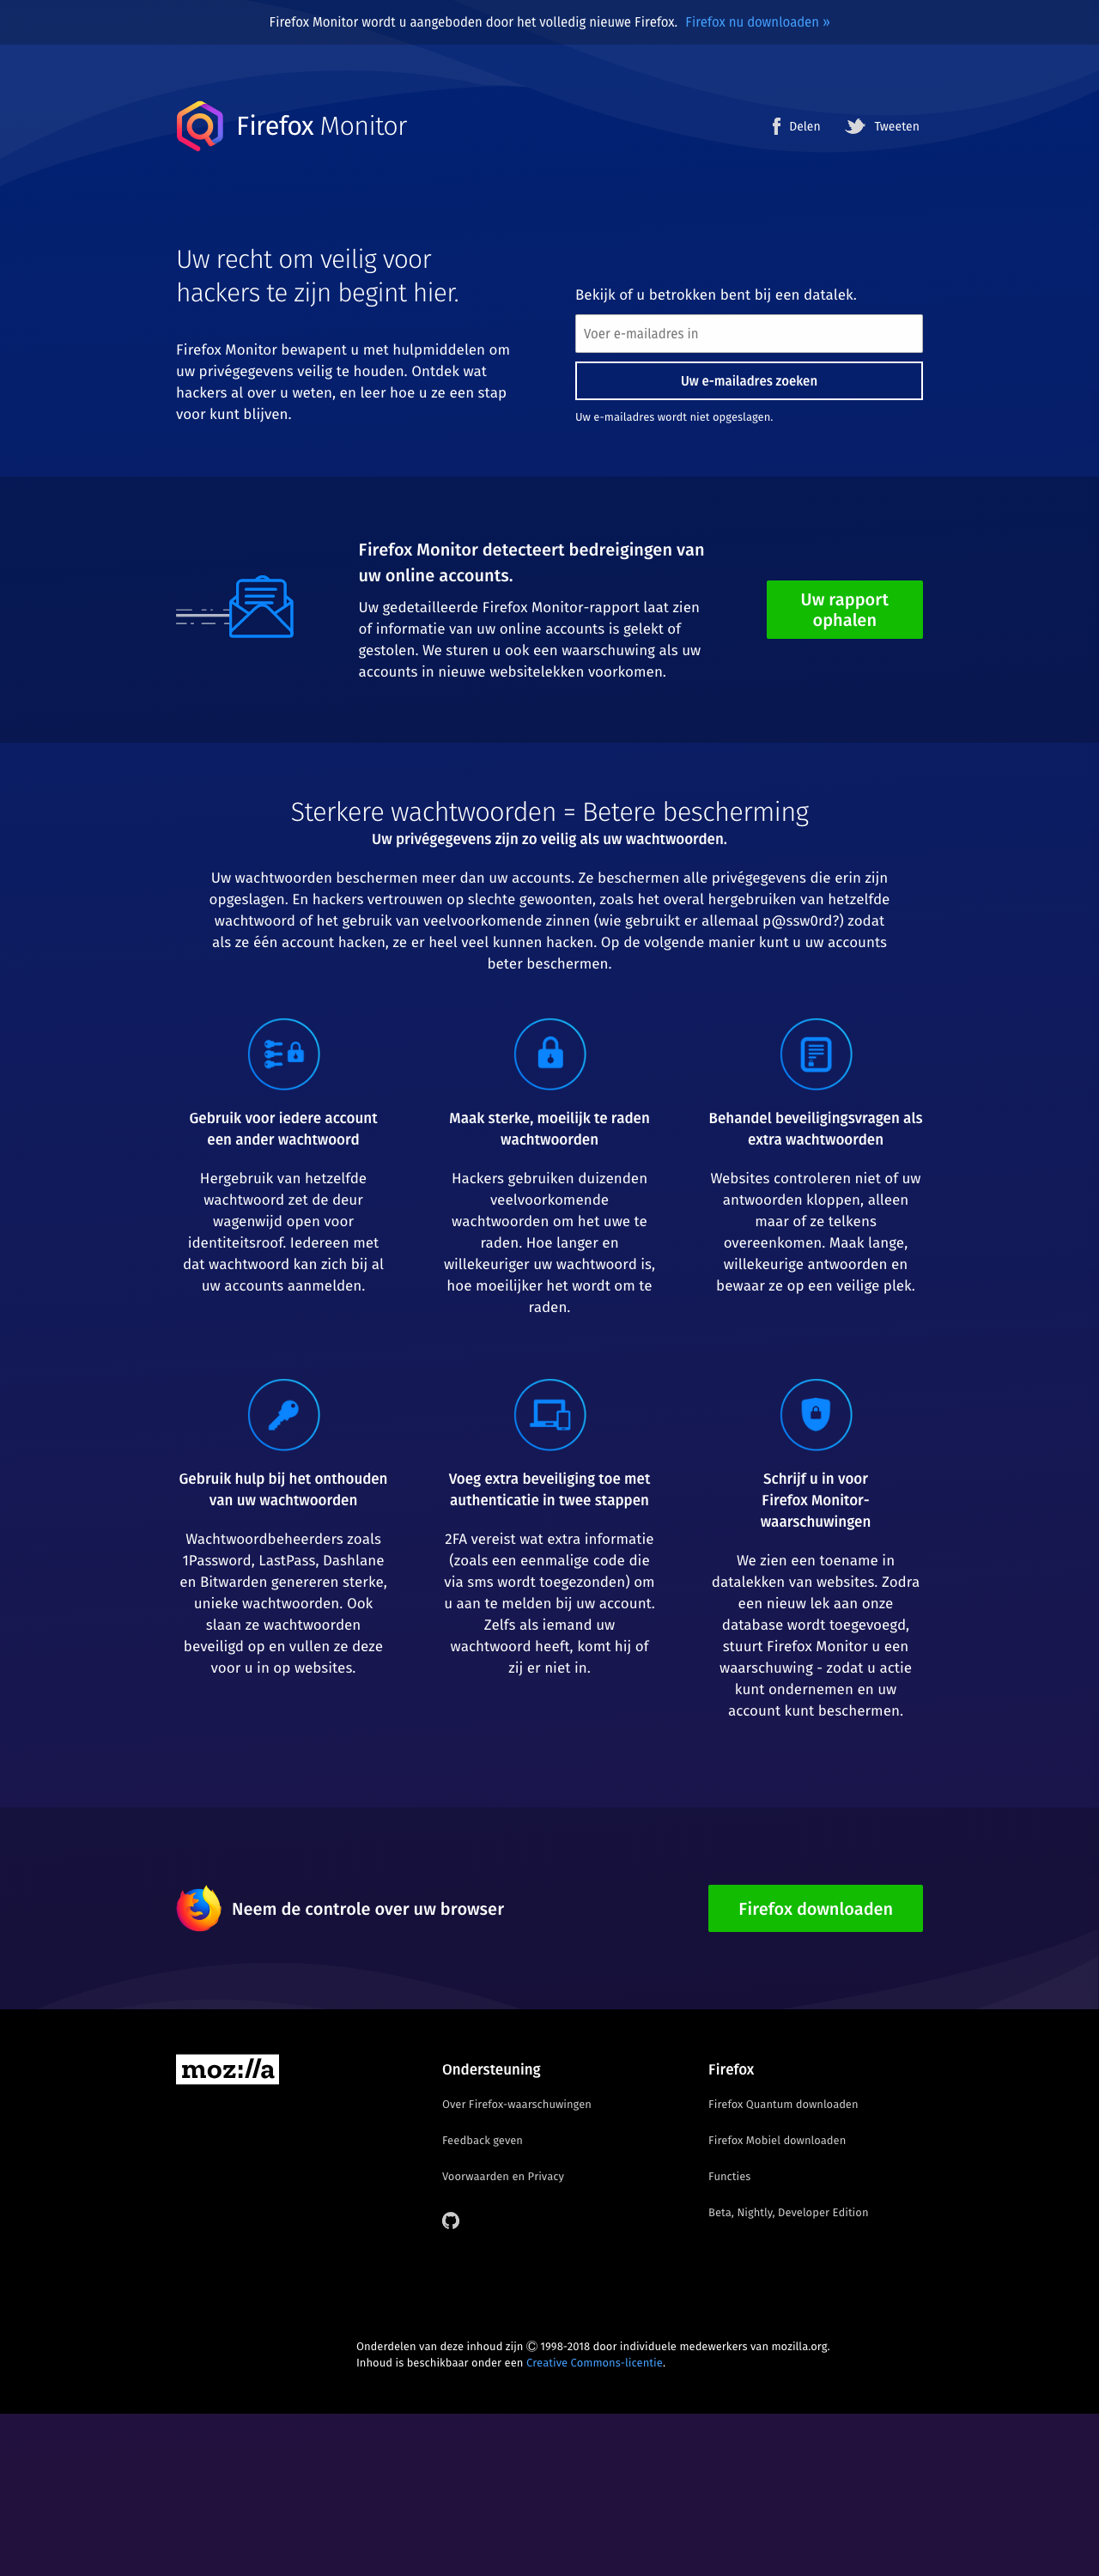 Firefox Monitor wordt u aangeboden door het volledig nieuwe Firefox. Firefox nu downloaden »
Firefox Monitor
Delen
Tweeten
Uw recht om veilig voor
hackers te zijn begint hier.
Firefox Monitor bewapent u met hulpmiddelen om
uw privégegevens veilig te houden. Ontdek wat
hackers al over u weten, en leer hoe u ze een stap
voor kunt blijven.
Bekijk of u betrokken bent bij een datalek.
Voer e-mailadres in
Uw e-mailadres zoeken
Uw e-mailadres wordt niet opgeslagen.
Firefox Monitor detecteert bedreigingen van
uw online accounts.
Uw gedetailleerde Firefox Monitor-rapport laat zien
of informatie van uw online accounts is gelekt of
gestolen. We sturen u ook een waarschuwing als uw
accounts in nieuwe websitelekken voorkomen.
Uw rapport
ophalen
Sterkere wachtwoorden = Betere bescherming
Uw privégegevens zijn zo veilig als uw wachtwoorden.
Uw wachtwoorden beschermen meer dan uw accounts. Ze beschermen alle privégegevens die erin zijn
opgeslagen. En hackers vertrouwen op slechte gewoonten, zoals het overal hergebruiken van hetzelfde
wachtwoord of het gebruik van veelvoorkomende zinnen (wie gebruikt er allemaal p@ssw0rd?) zodat
als ze één account hacken, ze er heel veel kunnen hacken. Op de volgende manier kunt u uw accounts
beter beschermen.
Gebruik voor iedere account
een ander wachtwoord
Hergebruik van hetzelfde
wachtwoord zet de deur
wagenwijd open voor
identiteitsroof. Iedereen met
dat wachtwoord kan zich bij al
uw accounts aanmelden.
Maak sterke, moeilijk te raden
wachtwoorden
Hackers gebruiken duizenden
veelvoorkomende
wachtwoorden om het uwe te
raden. Hoe langer en
willekeuriger uw wachtwoord is,
hoe moeilijker het wordt om te
raden.
Behandel beveiligingsvragen als
extra wachtwoorden
Websites controleren niet of uw
antwoorden kloppen, alleen
maar of ze telkens
overeenkomen. Maak lange,
willekeurige antwoorden en
bewaar ze op een veilige plek.
Gebruik hulp bij het onthouden
van uw wachtwoorden
Wachtwoordbeheerders zoals
1Password, LastPass, Dashlane
en Bitwarden genereren sterke,
unieke wachtwoorden. Ook
slaan ze wachtwoorden
beveiligd op en vullen ze deze
voor u in op websites.
Voeg extra beveiliging toe met
authenticatie in twee stappen
2FA vereist wat extra informatie
(zoals een eenmalige code die
via sms wordt toegezonden) om
u aan te melden bij uw account.
Zelfs als iemand uw
wachtwoord heeft, komt hij of
zij er niet in.
Schrijf u in voor
Firefox Monitor-
waarschuwingen
We zien een toename in
datalekken van websites. Zodra
een nieuw lek aan onze
database wordt toegevoegd,
stuurt Firefox Monitor u een
waarschuwing - zodat u actie
kunt ondernemen en uw
account kunt beschermen.
Neem de controle over uw browser
Firefox downloaden
moz://a
Ondersteuning
Over Firefox-waarschuwingen
Feedback geven
Voorwaarden en Privacy
Firefox
Firefox Quantum downloaden
Firefox Mobiel downloaden
Functies
Beta, Nightly, Developer Edition
Onderdelen van deze inhoud zijn © 1998-2018 door individuele medewerkers van mozilla.org.
Inhoud is beschikbaar onder een Creative Commons-licentie.